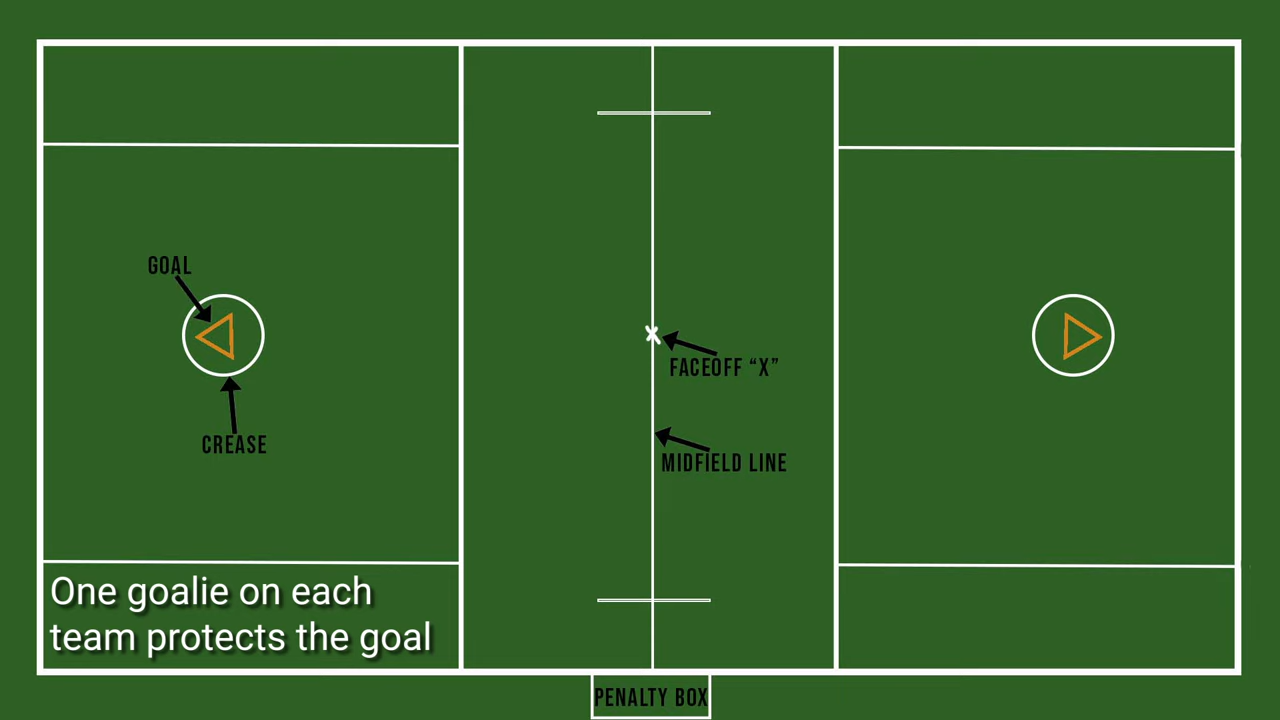 GOAL
FACEOFF “X”
CREASE
MIDFIELD LINE
One goalie on each
team protects the goal
PENALTY BOX